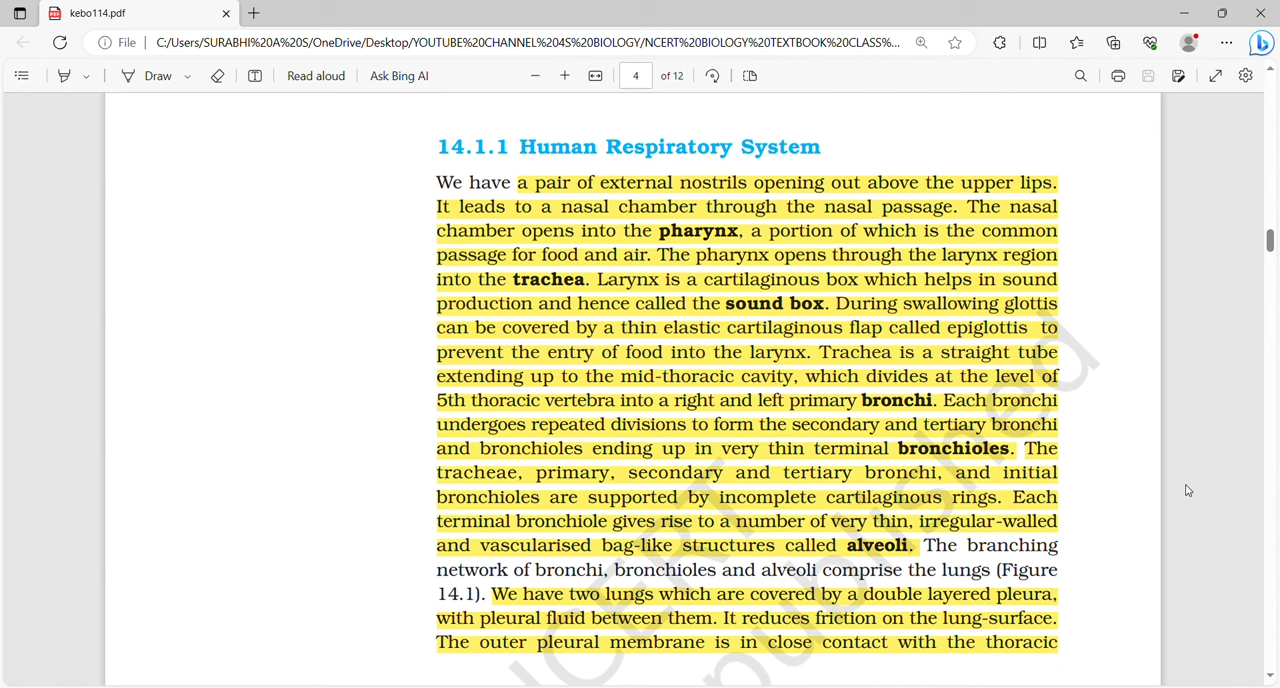 kebo114.pdf
File C:/Users/SURABHI%20A%20S/OneDrive/Desktop/YOUTUBE%20CHANNEL%204S%20BIOLOGY/NCERT%20BIOLOGY%20TEXTBOOK%20CLASS%...
Draw Read aloud Ask Bing AI 4 of 12
14.1.1 Human Respiratory System
We have a pair of external nostrils opening out above the upper lips.
It leads to a nasal chamber through the nasal passage. The nasal
chamber opens into the pharynx, a portion of which is the common
passage for food and air. The pharynx opens through the larynx region
into the trachea. Larynx is a cartilaginous box which helps in sound
production and hence called the sound box. During swallowing glottis
can be covered by a thin elastic cartilaginous flap called epiglottis to
prevent the entry of food into the larynx. Trachea is a straight tube
extending up to the mid-thoracic cavity, which divides at the level of
5th thoracic vertebra into a right and left primary bronchi. Each bronchi
undergoes repeated divisions to form the secondary and tertiary bronchi
and bronchioles ending up in very thin terminal bronchioles. The
tracheae, primary, secondary and tertiary bronchi, and initial
bronchioles are supported by incomplete cartilaginous rings. Each
terminal bronchiole gives rise to a number of very thin, irregular-walled
and vascularised bag-like structures called alveoli. The branching
network of bronchi, bronchioles and alveoli comprise the lungs (Figure
14.1). We have two lungs which are covered by a double layered pleura,
with pleural fluid between them. It reduces friction on the lung-surface.
The outer pleural membrane is in close contact with the thoracic
NCERT
published